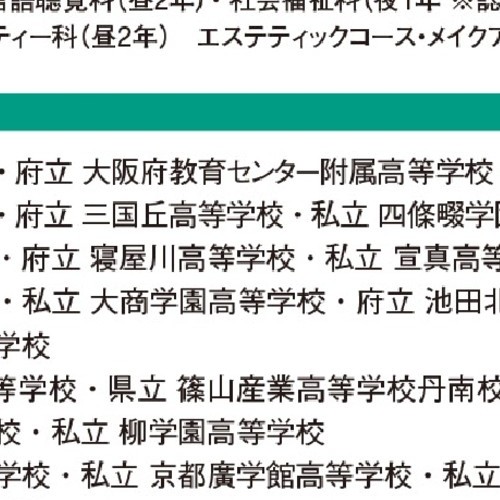 言語聴覚科(昼2年)・社会福祉科(夜1年 ※認
ティー科(昼2年)　エステティックコース・メイクア
・府立 大阪府教育センター附属高等学校
・府立 三国丘高等学校・私立 四條畷学園
・府立 寝屋川高等学校・私立 宣真高等
・私立 大商学園高等学校・府立 池田北
学校
等学校・県立 篠山産業高等学校丹南校
校・私立 柳学園高等学校
学校・私立 京都廣学館高等学校・私立